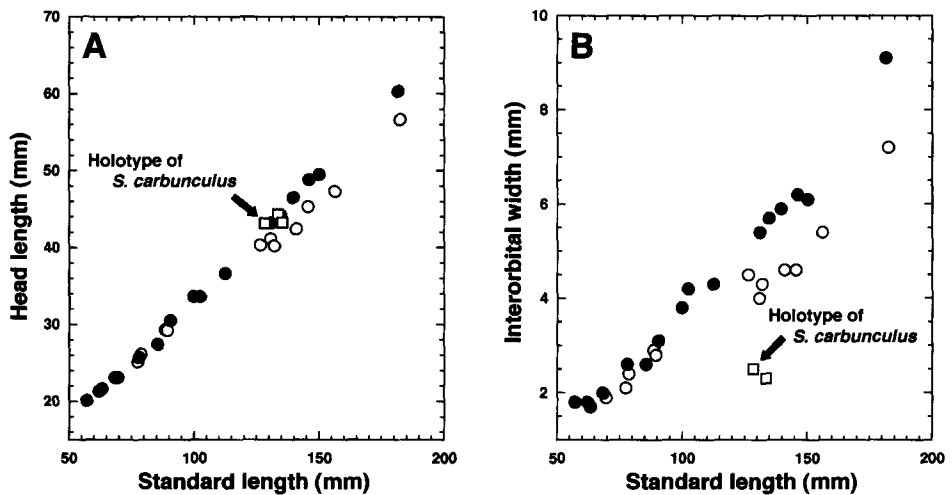 A
70
60
50
40
30
20
Head length (mm)
Holotype of
S. carbunculus
50
100
150
200
Standard length (mm)
B
10
8
6
4
2
Interorbital width (mm)
Holotype of
S. carbunculus
50
100
150
200
Standard length (mm)